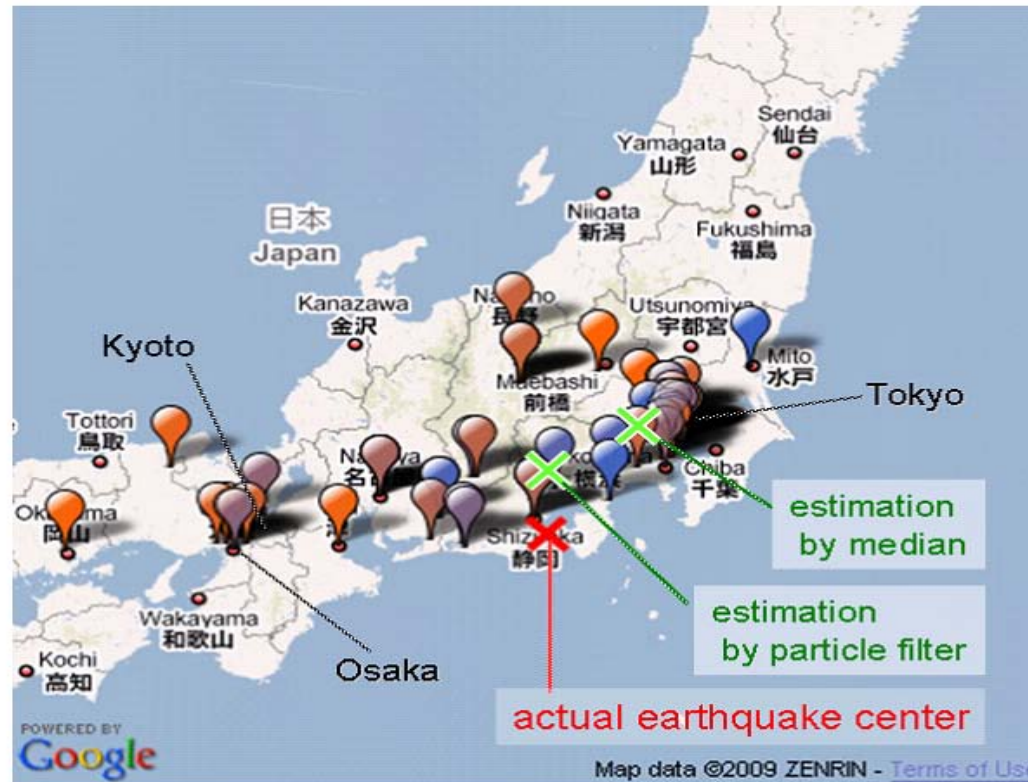 Sendai
仙台
Yamagata
山形
Niigata
新潟
Fukushima
福島
日本
Japan
Kanazawa
金沢
Utsunomiya
宇都宮
Mito
水戸
Maebashi
前橋
Kyoto
Tokyo
Tottori
鳥取
Chiba
千葉
岡山
Shizuoka
静岡
estimation
by median
Wakayama
和歌山
estimation
by particle filter
Osaka
Kochi
高知
actual earthquake center
POWERED BY
Google
Map data ©2009 ZENRIN - Terms of Us